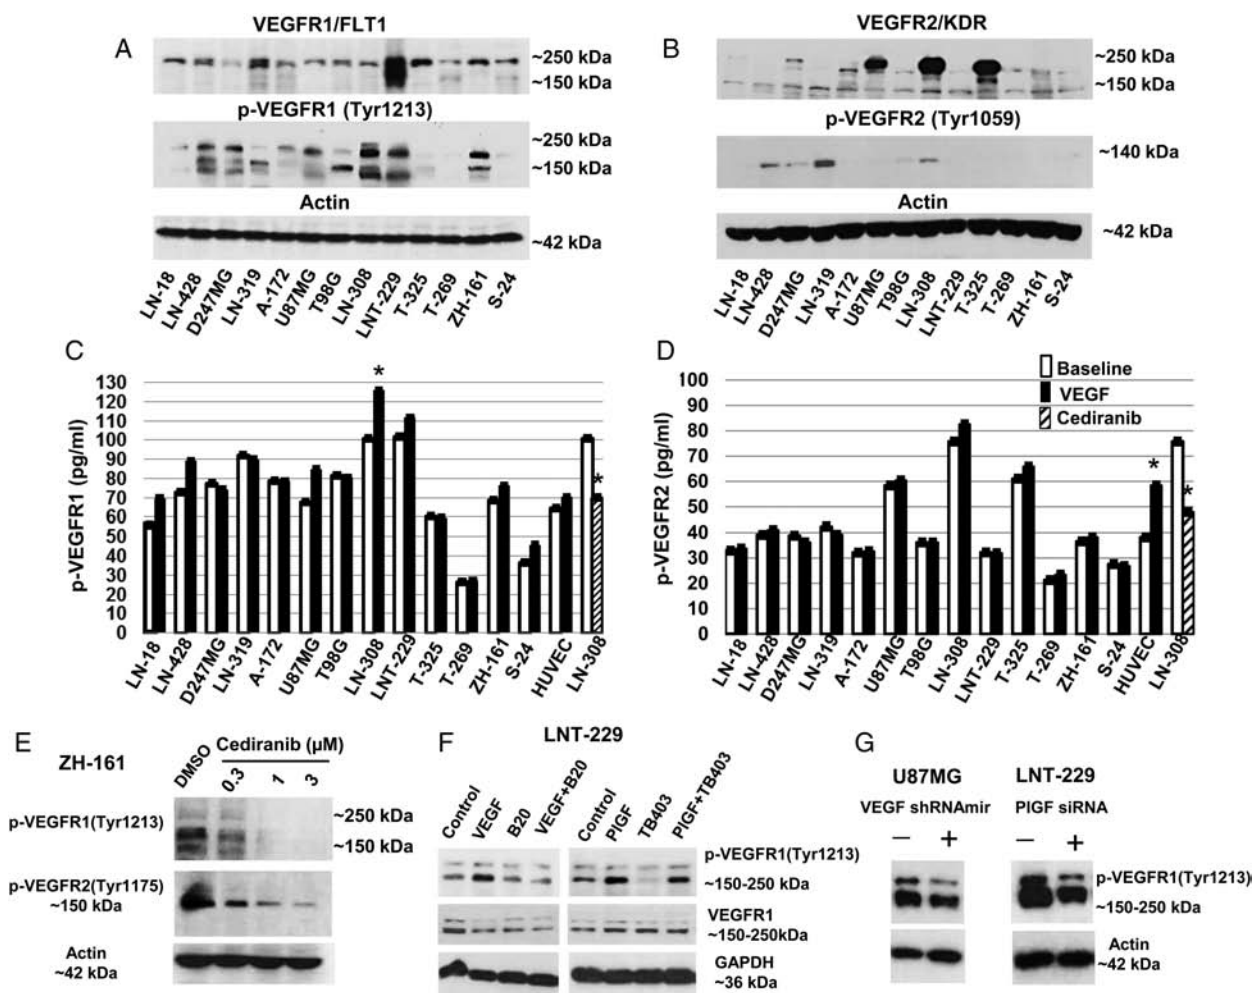 VEGFR1/FLT1
A
~250 kDa
~150 kDa
p-VEGFR1 (Tyr1213)
~250 kDa
~150 kDa
Actin
~42 kDa
LN-18
LN-428
D247MG
LN-319
A-172
U87MG
T98G
LN-308
LNT-229
T-325
T-269
ZH-161
S-24
VEGFR2/KDR
B
~250 kDa
~150 kDa
p-VEGFR2 (Tyr1059)
~140 kDa
Actin
~42 kDa
LN-18
LN-428
D247MG
LN-319
A-172
U87MG
T98G
LN-308
LNT-229
T-325
T-269
ZH-161
S-24
C
p-VEGFR1 (pg/ml)
130
120
110
100
90
80
70
60
50
40
30
20
10
0
*
*
LN-18
LN-428
D247MG
LN-319
A-172
U87MG
T98G
LN-308
LNT-229
T-325
T-269
ZH-161
S-24
HUVEC
LN-308
D
Baseline
VEGF
Cediranib
p-VEGFR2 (pg/ml)
100
90
80
70
60
50
40
30
20
10
0
*
*
LN-18
LN-428
D247MG
LN-319
A-172
U87MG
T98G
LN-308
LNT-229
T-325
T-269
ZH-161
S-24
HUVEC
LN-308
E
ZH-161
DMSO
Cediranib (µM)
0.3
1
3
p-VEGFR1(Tyr1213)
~250 kDa
~150 kDa
p-VEGFR2(Tyr1175)
~150 kDa
Actin
~42 kDa
F
LNT-229
Control
VEGF
B20
VEGF+B20
Control
PIGF
TB403
PIGF+TB403
p-VEGFR1(Tyr1213)
~150-250 kDa
VEGFR1
~150-250kDa
GAPDH
~36 kDa
G
U87MG
VEGF shRNAmir
− +
LNT-229
PIGF siRNA
− +
p-VEGFR1(Tyr1213)
~150-250 kDa
Actin
~42 kDa